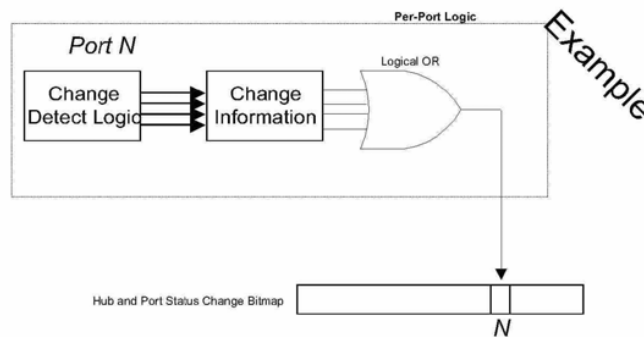 Per-Port Logic
Example
Port N
Logical OR
Change
Detect Logic
Change
Information
Hub and Port Status Change Bitmap
N